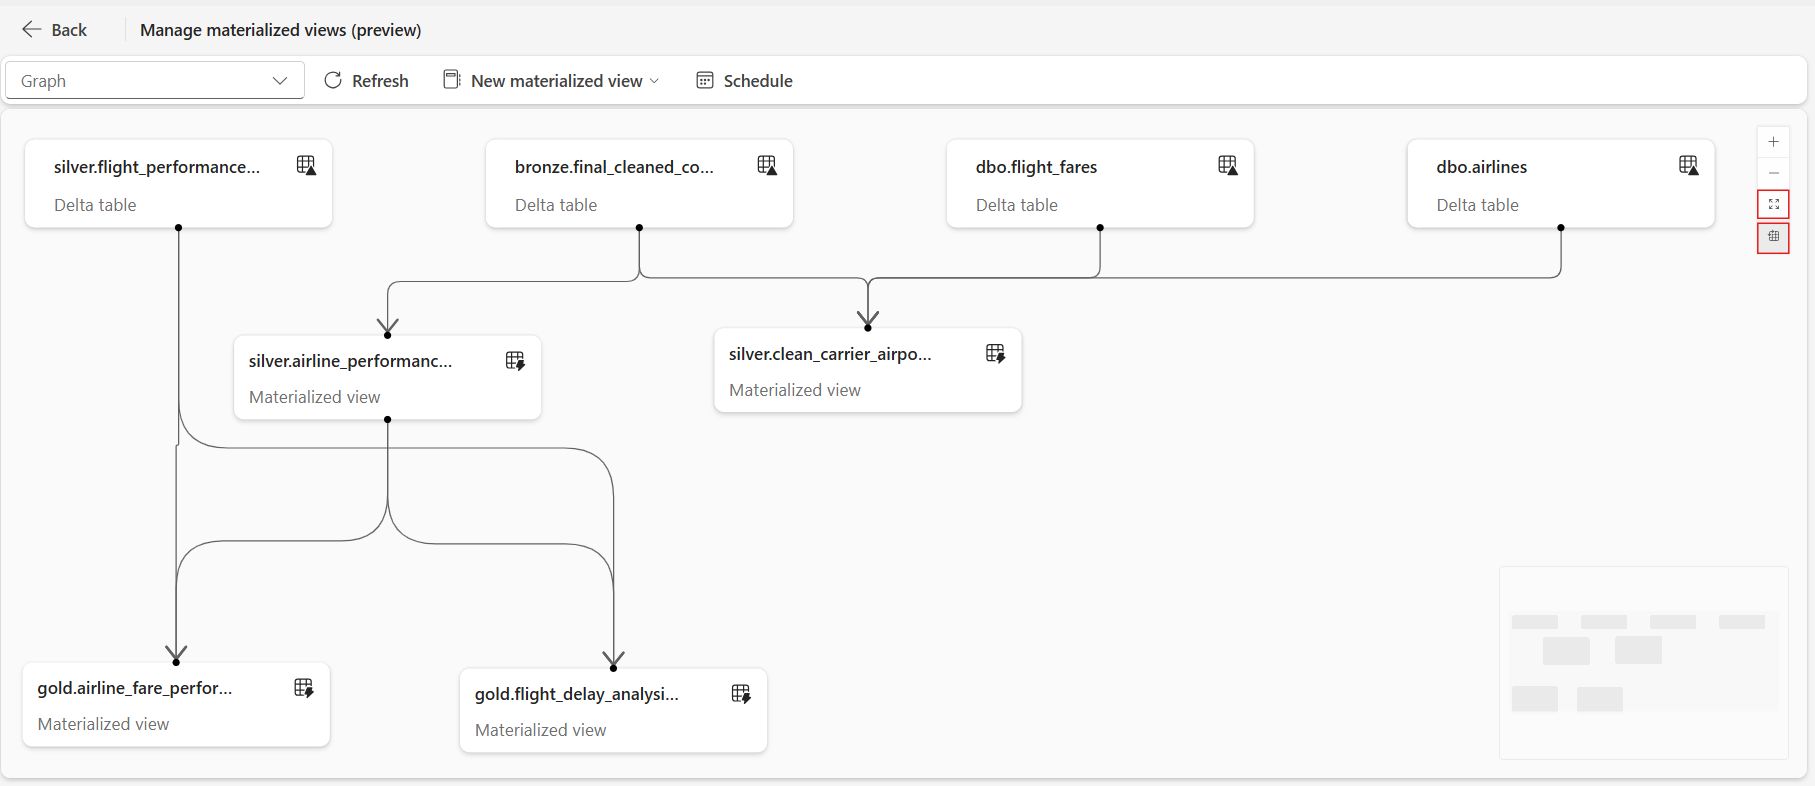 Back
Manage materialized views (preview)
Graph
Refresh
New materialized view
Schedule
silver.flight_performance...
Delta table
bronze.final_cleaned_co...
Delta table
dbo.flight_fares
Delta table
dbo.airlines
Delta table
silver.airline_performanc...
Materialized view
silver.clean_carrier_airpo...
Materialized view
gold.airline_fare_perfor...
Materialized view
gold.flight_delay_analysi...
Materialized view